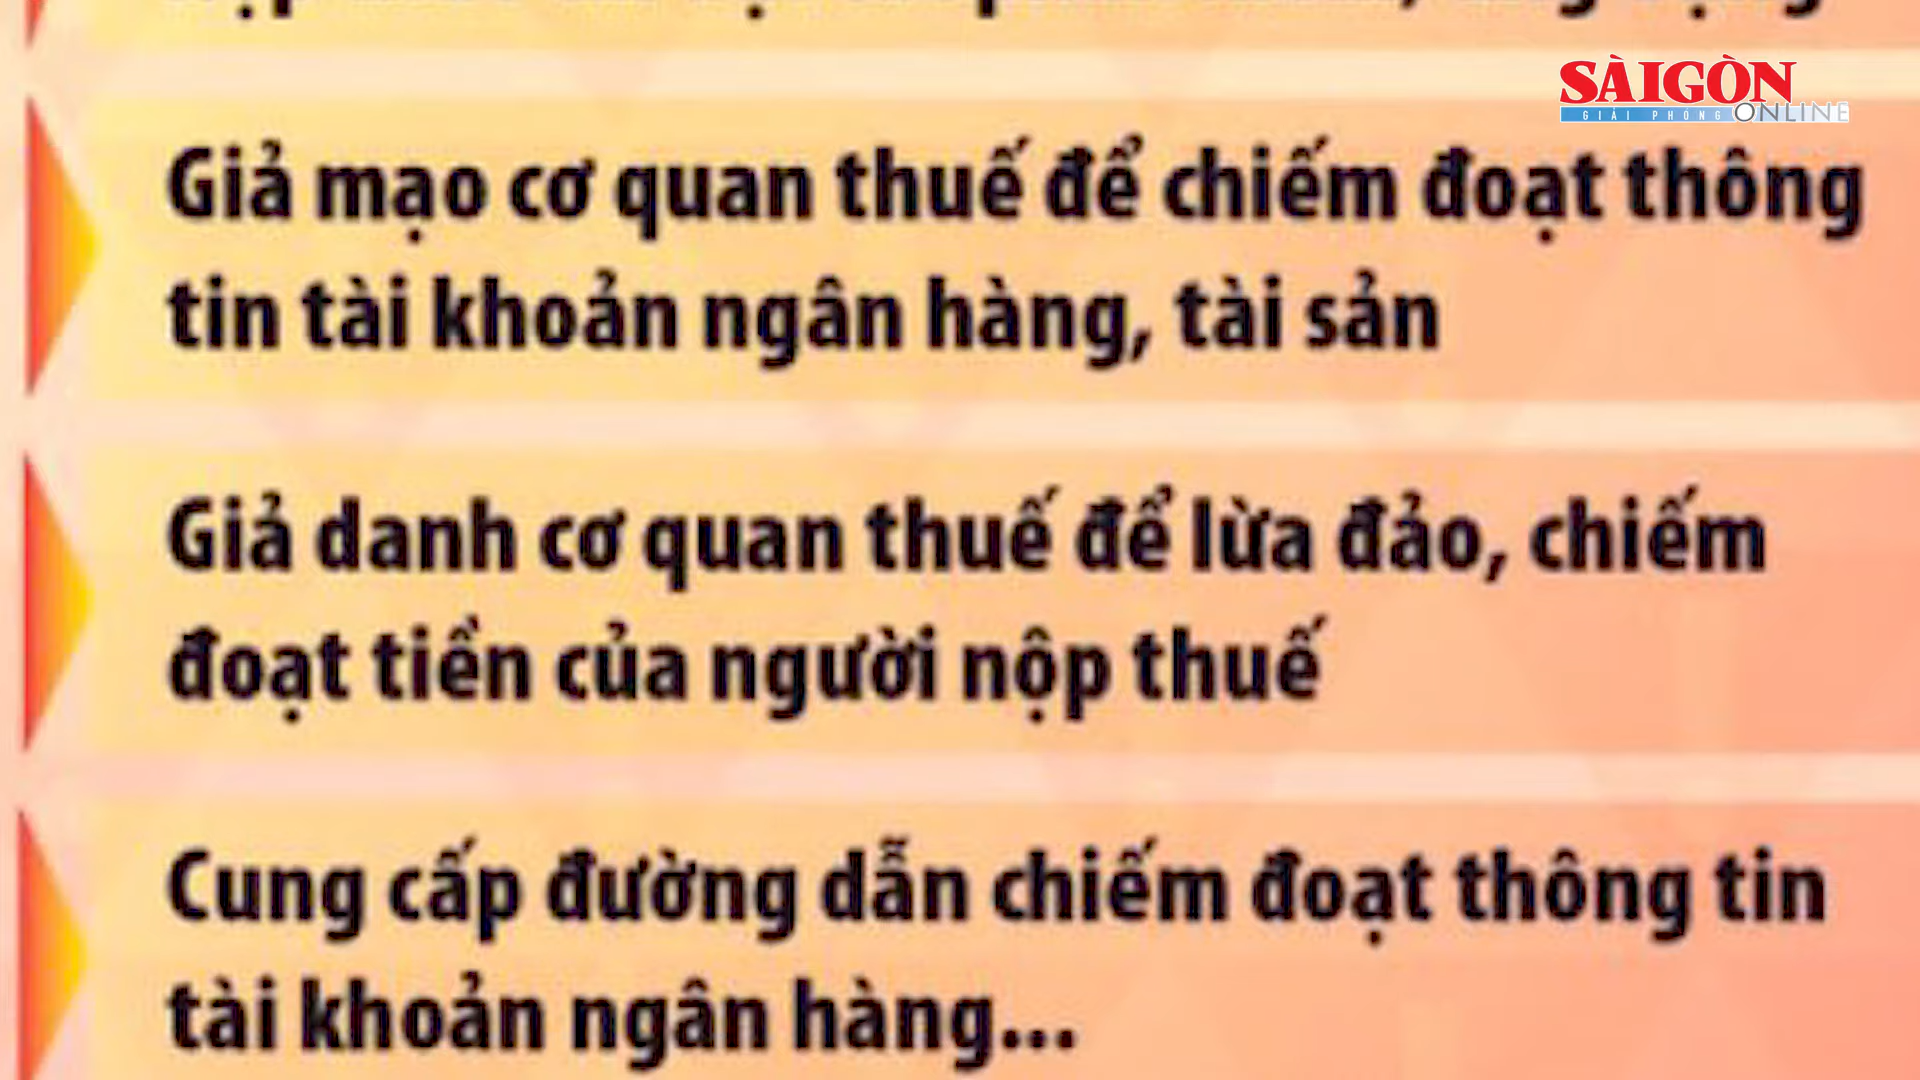 SÀIGÒN
GIẢI PHÓNG ONLINE
Giả mạo cơ quan thuế để chiếm đoạt thông
tin tài khoản ngân hàng, tài sản
Giả danh cơ quan thuế để lừa đảo, chiếm
đoạt tiền của người nộp thuế
Cung cấp đường dẫn chiếm đoạt thông tin
tài khoản ngân hàng...